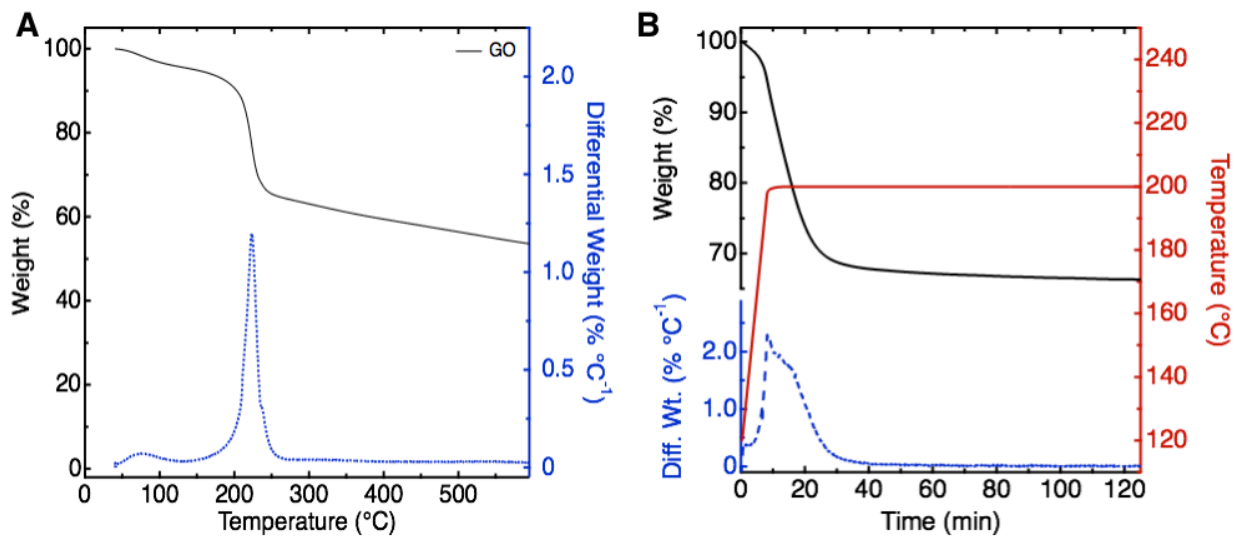 A
GO
Weight (%)
100
80
60
40
20
0
Differential Weight (% °C⁻¹)
2.0
1.5
1.0
0.5
0
0 100 200 300 400 500
Temperature (°C)
B
Weight (%)
100
90
80
70
Diff. Wt. (% °C⁻¹)
2.0
1.0
0
Temperature (°C)
240
220
200
180
160
140
120
0 20 40 60 80 100 120
Time (min)